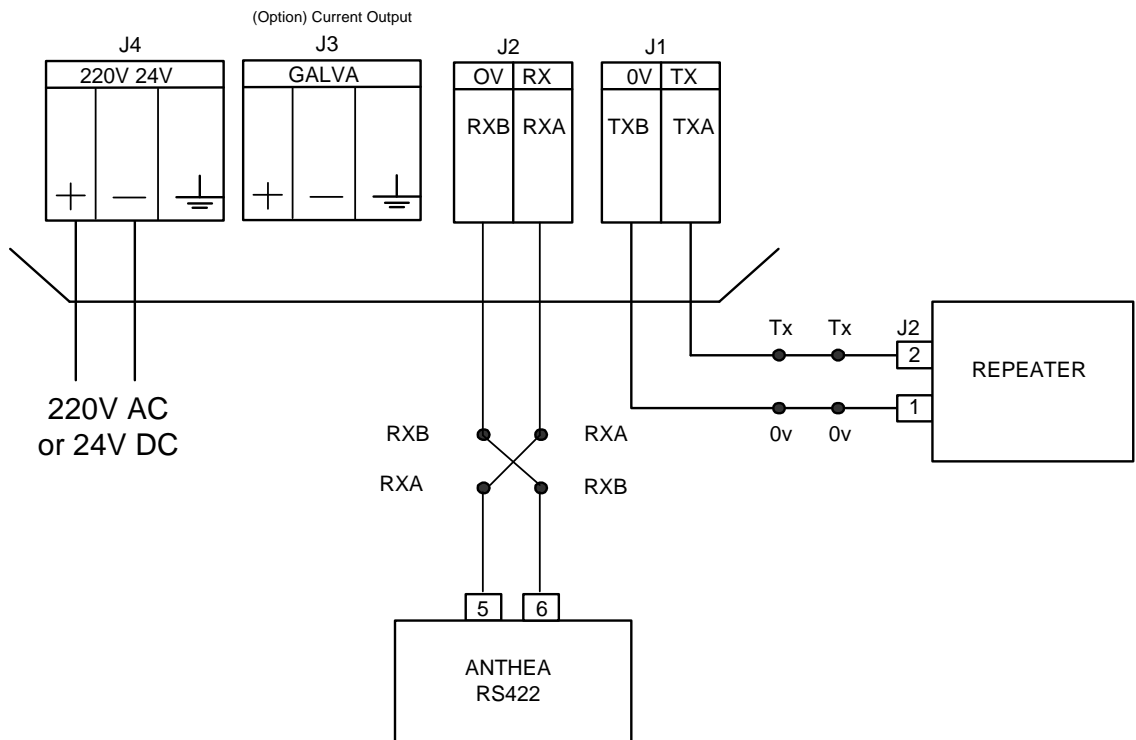 (Option) Current Output
J4
J3
J2
J1
220V 24V
GALVA
OV RX
0V TX
RXB RXA
TXB TXA
+ —
+ —
Tx Tx J2
2
REPEATER
1
0v 0v
220V AC
or 24V DC
RXB RXA
RXA RXB
5 6
ANTHEA
RS422